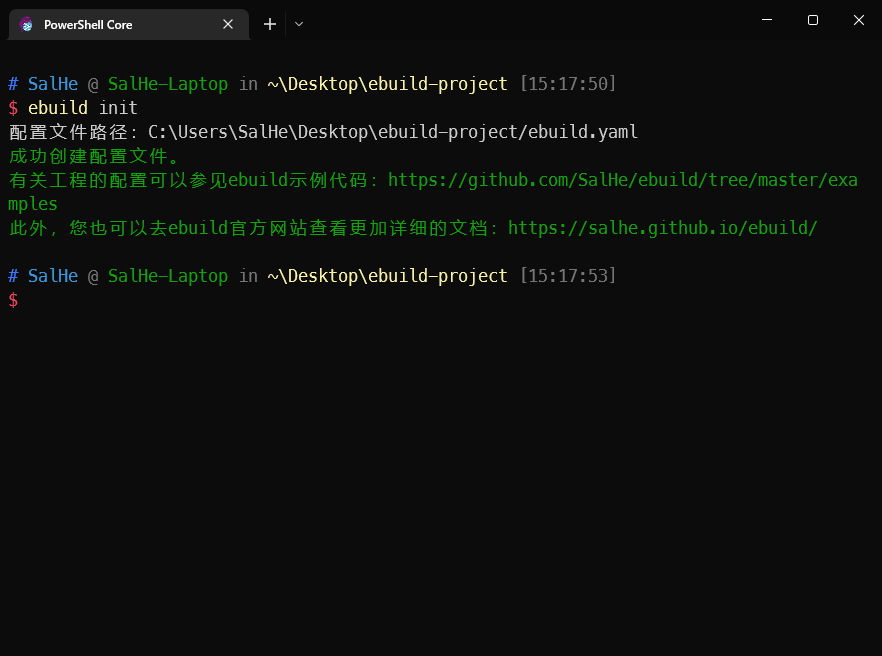 PowerShell Core
# SalHe @ SalHe-Laptop in ~\Desktop\ebuild-project [15:17:50]
$ ebuild init
配置文件路径：C:\Users\SalHe\Desktop\ebuild-project/ebuild.yaml
成功创建配置文件。
有关工程的配置可以参见ebuild示例代码：https://github.com/SalHe/ebuild/tree/master/exa
mples
此外，您也可以去ebuild官方网站查看更加详细的文档：https://salhe.github.io/ebuild/
# SalHe @ SalHe-Laptop in ~\Desktop\ebuild-project [15:17:53]
$